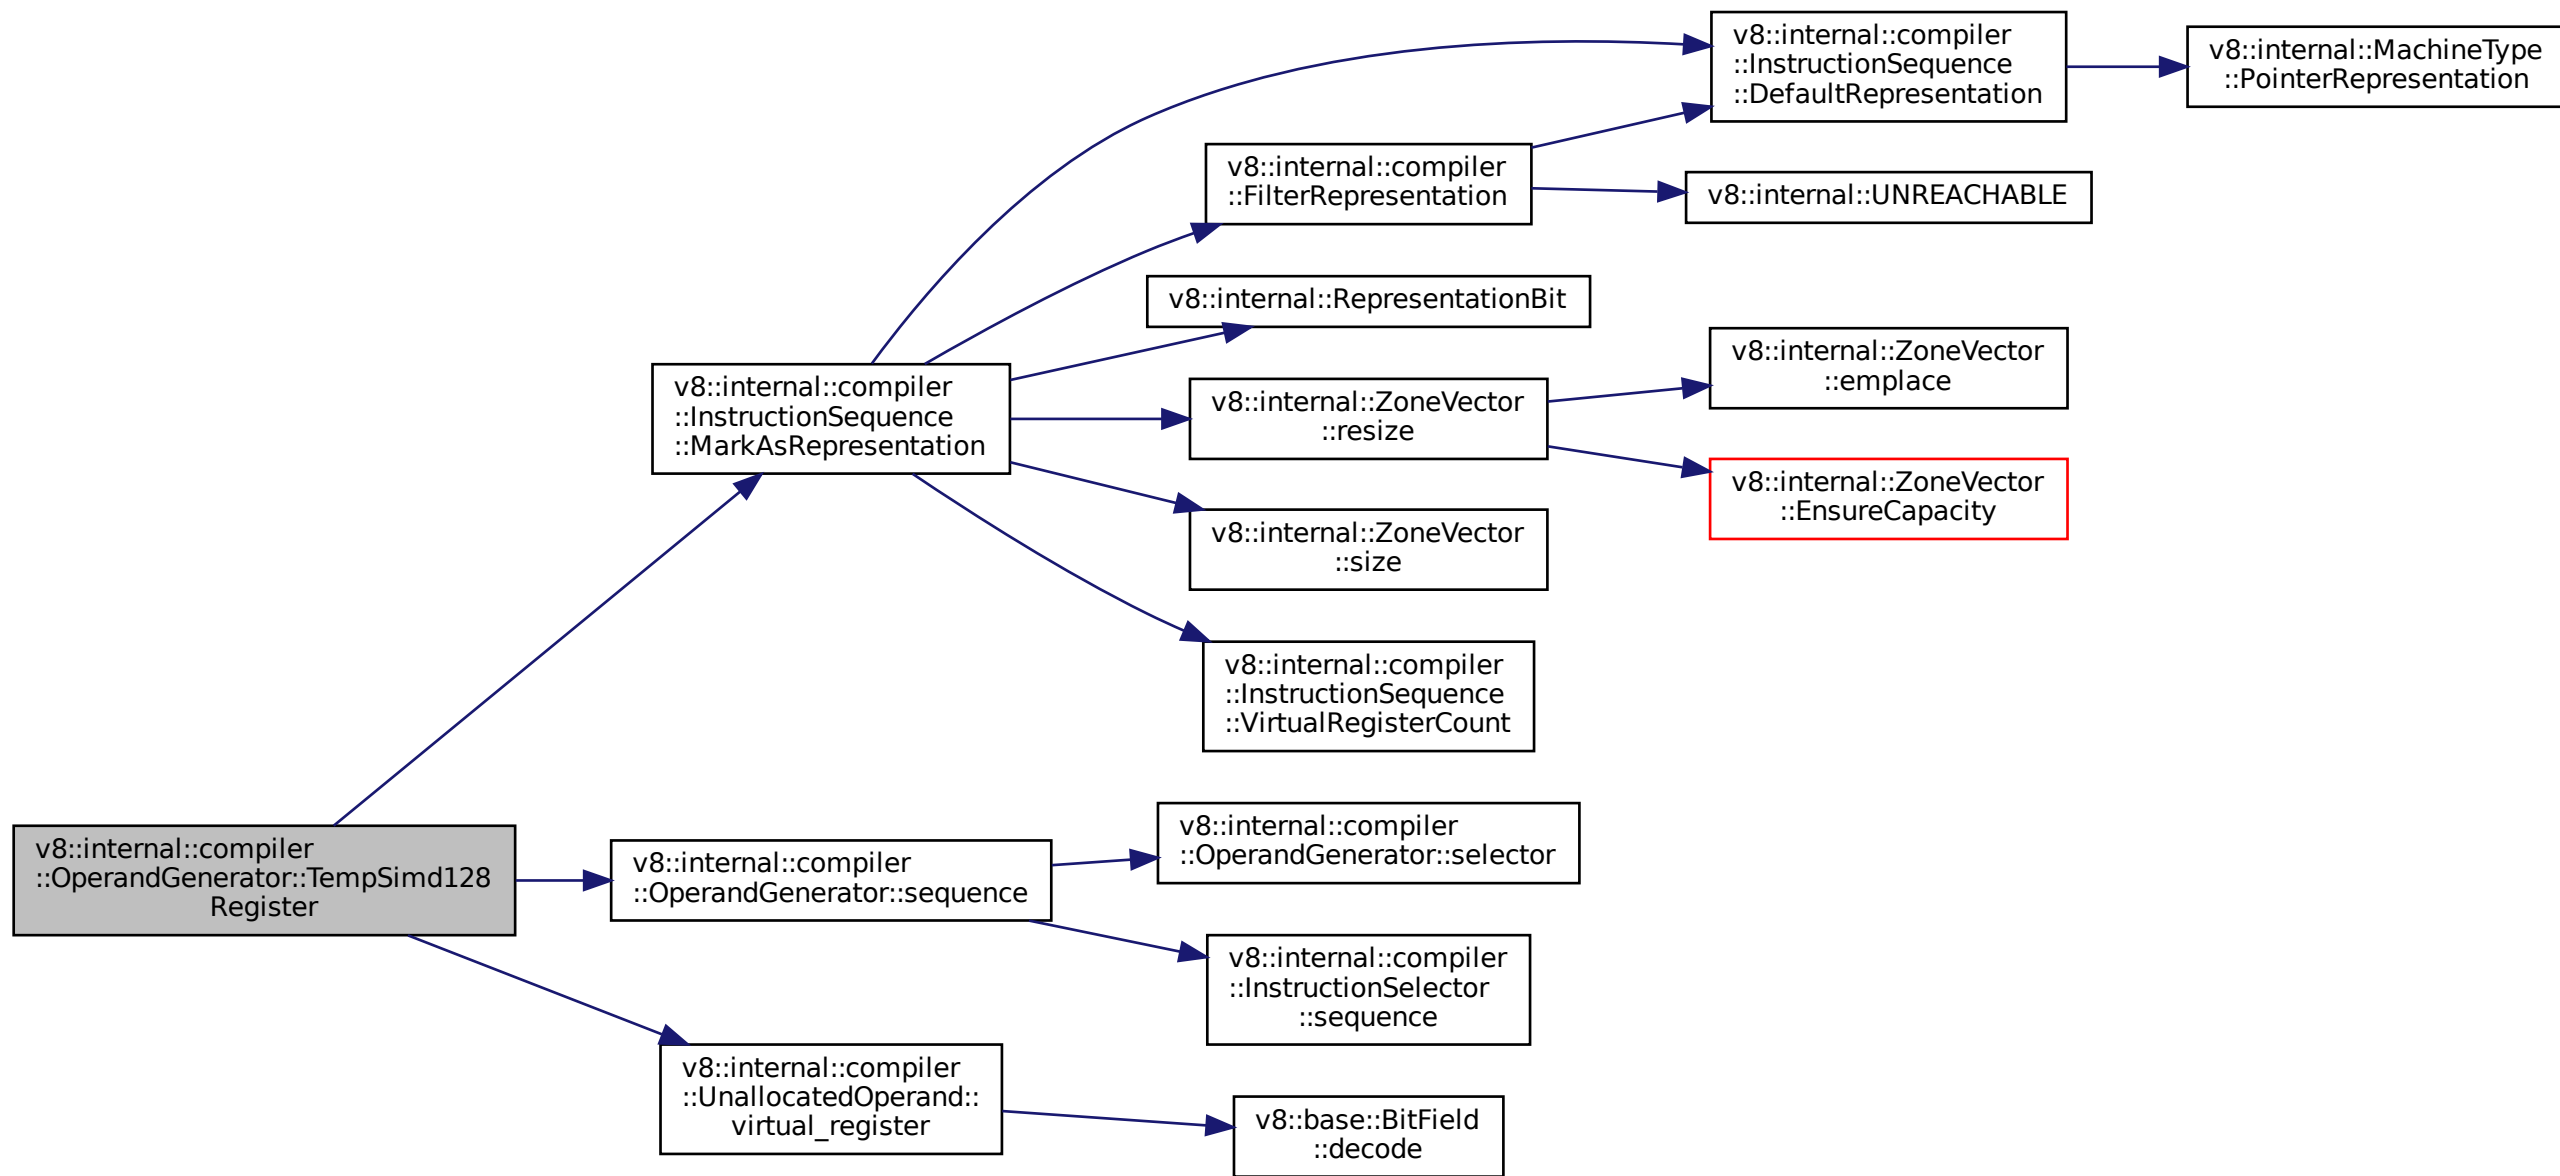 v8::internal::compiler
::InstructionSequence
::DefaultRepresentation
v8::internal::MachineType
::PointerRepresentation
v8::internal::compiler
::FilterRepresentation
v8::internal::UNREACHABLE
v8::internal::RepresentationBit
v8::internal::compiler
::InstructionSequence
::MarkAsRepresentation
v8::internal::ZoneVector
::resize
v8::internal::ZoneVector
::emplace
v8::internal::ZoneVector
::EnsureCapacity
v8::internal::ZoneVector
::size
v8::internal::compiler
::InstructionSequence
::VirtualRegisterCount
v8::internal::compiler
::OperandGenerator::TempSimd128
Register
v8::internal::compiler
::OperandGenerator::sequence
v8::internal::compiler
::OperandGenerator::selector
v8::internal::compiler
::InstructionSelector
::sequence
v8::internal::compiler
::UnallocatedOperand::
virtual_register
v8::base::BitField
::decode